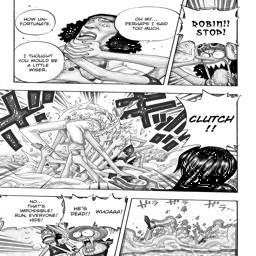 HOW UN-
FORTUNATE.
I THOUGHT
YOU WOULD BE
A LITTLE
WISER.
OH MY...
PERHAPS I SAID
TOO MUCH.
ROBIN!!
STOP!
CLUTCH
!!
NO...
THAT'S
IMPOSSIBLE!
RUN, EVERYONE!
HIDE!
HE'S
DEAD!!
WHOAAA!